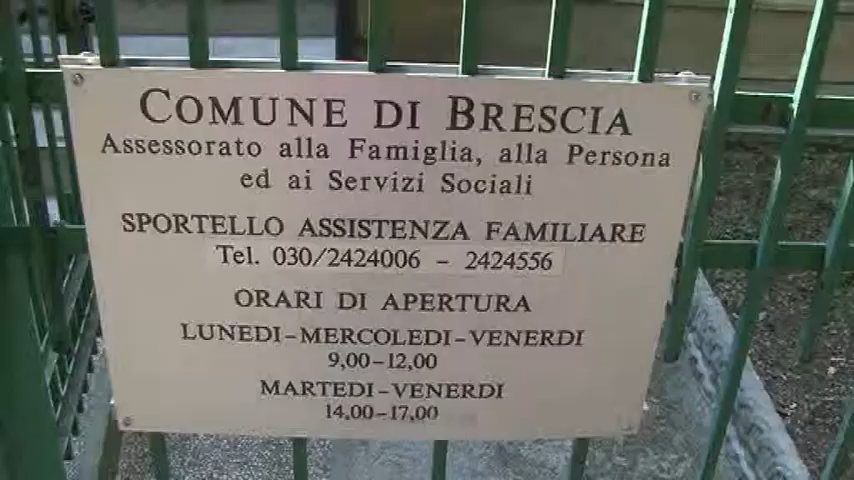 COMUNE DI BRESCIA
Assessorato alla Famiglia, alla Persona
ed ai Servizi Sociali
SPORTELLO ASSISTENZA FAMILIARE
Tel. 030/2424006 - 2424556
ORARI DI APERTURA
LUNEDI-MERCOLEDI-VENERDI
9,00-12,00
MARTEDI-VENERDI
14,00-17,00